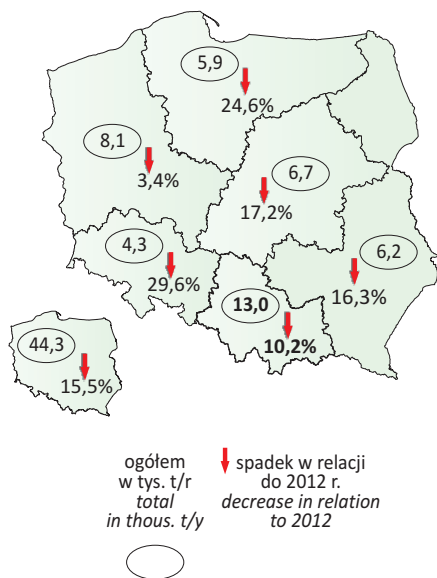 5,9
24,6%
8,1
3,4%
6,7
17,2%
4,3
29,6%
6,2
16,3%
13,0
10,2%
44,3
15,5%
ogółem
w tys. t/r
total
in thous. t/y
spadek w relacji
do 2012 r.
decrease in relation
to 2012